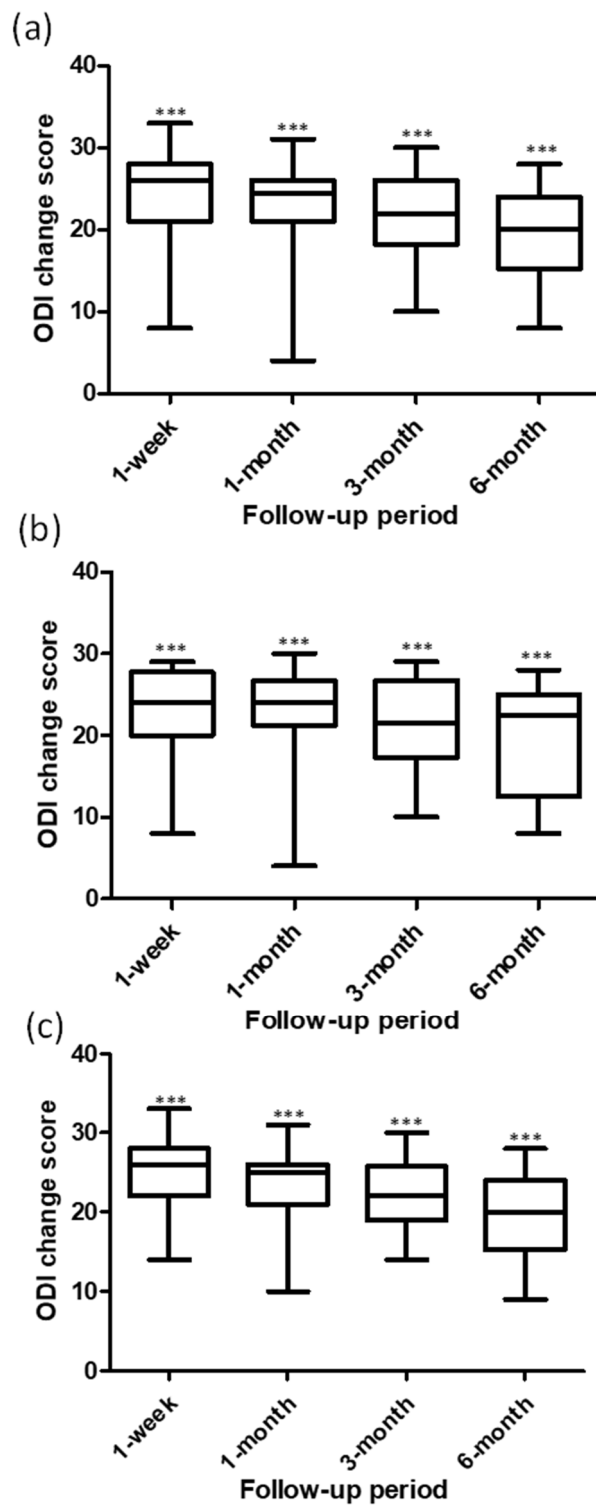 (a)
ODI change score
40
30
20
10
0
*** *** *** ***
1-week 1-month 3-month 6-month
Follow-up period
(b)
ODI change score
40
30
20
10
0
*** *** *** ***
1-week 1-month 3-month 6-month
Follow-up period
(c)
ODI change score
40
30
20
10
0
*** *** *** ***
1-week 1-month 3-month 6-month
Follow-up period